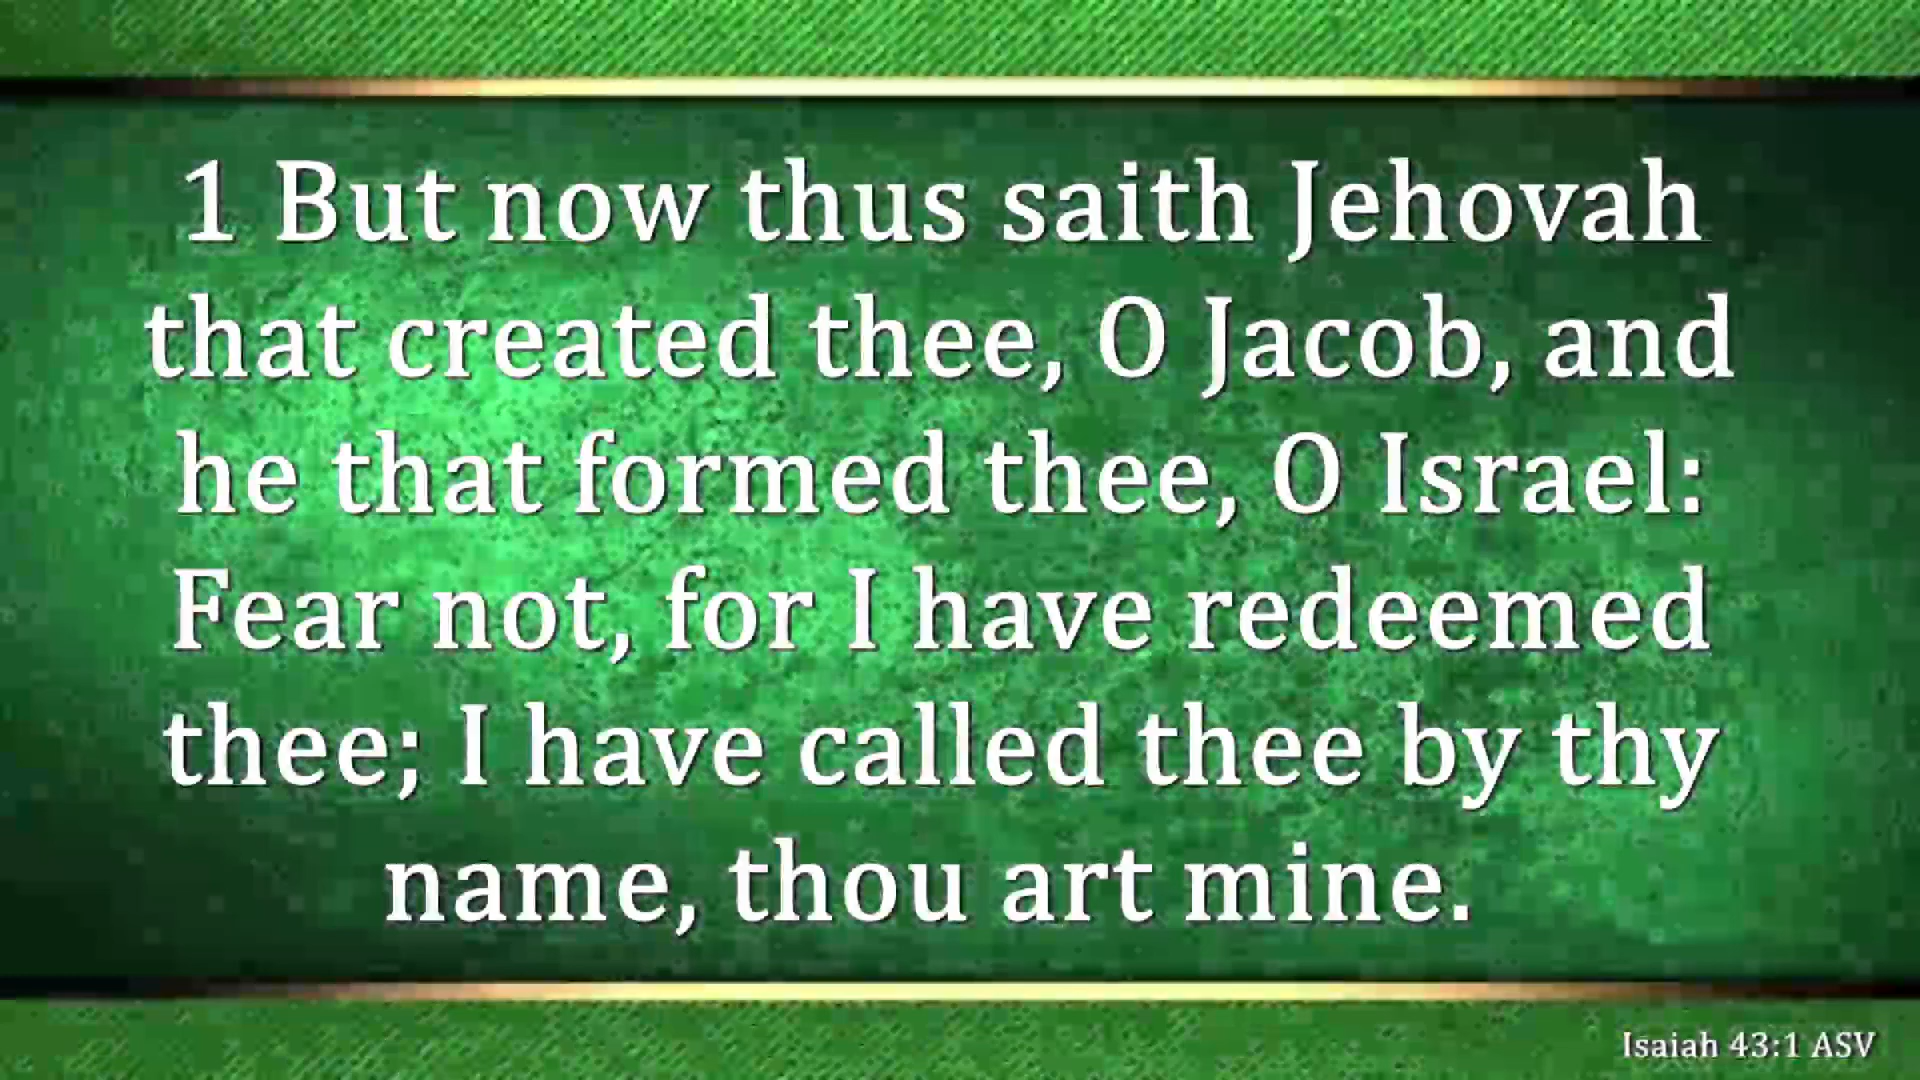 1 But now thus saith Jehovah
that created thee, O Jacob, and
he that formed thee, O Israel:
Fear not, for I have redeemed
thee; I have called thee by thy
name, thou art mine.
Isaiah 43:1 ASV